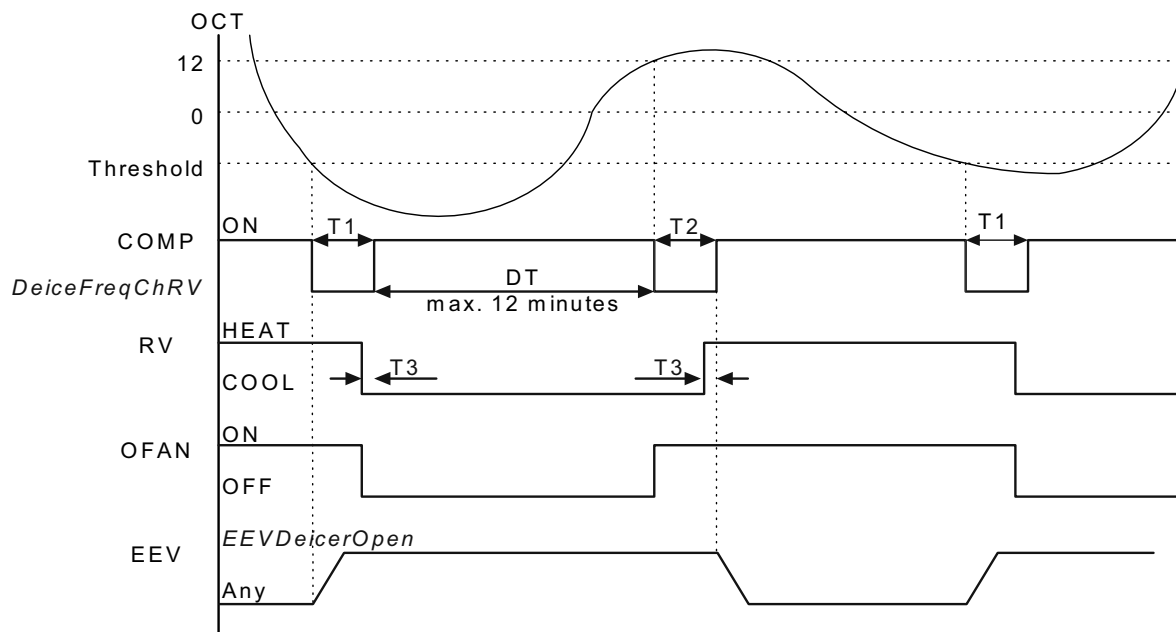 OCT
12
0
Threshold
ON
T1
T2
T1
COMP
DeiceFreqChRV
DT
max. 12 minutes
HEAT
RV
T3
T3
COOL
ON
OFAN
OFF
EEVDeicerOpen
EEV
Any